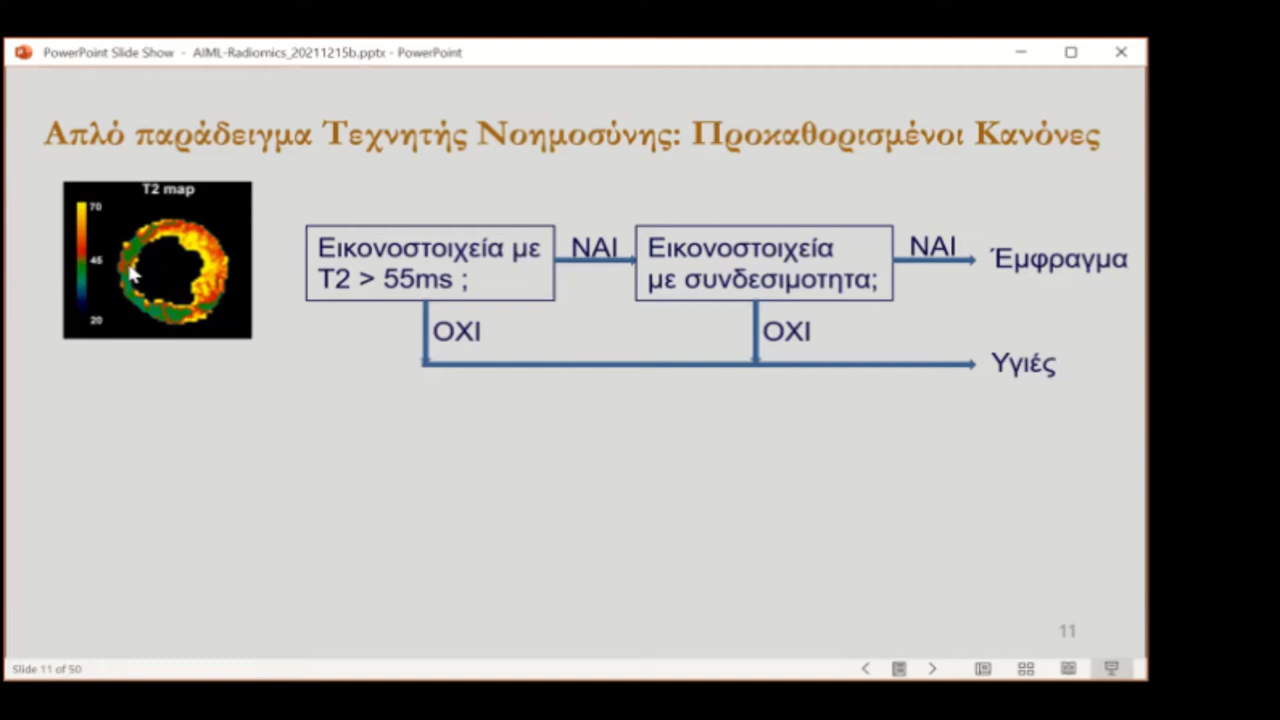 PowerPoint Slide Show - AIML-Radiomics_20211215b.pptx - PowerPoint
Απλό παράδειγμα Τεχνητής Νοημοσύνης: Προκαθορισμένοι Κανόνες
T2 map
70
45
20
Εικονοστοιχεία με
T2 > 55ms ;
ΝΑΙ
Εικονοστοιχεία
με συνδεσιμοτητα;
ΝΑΙ
Έμφραγμα
ΟΧΙ
ΟΧΙ
Υγιές
11
Slide 11 of 50